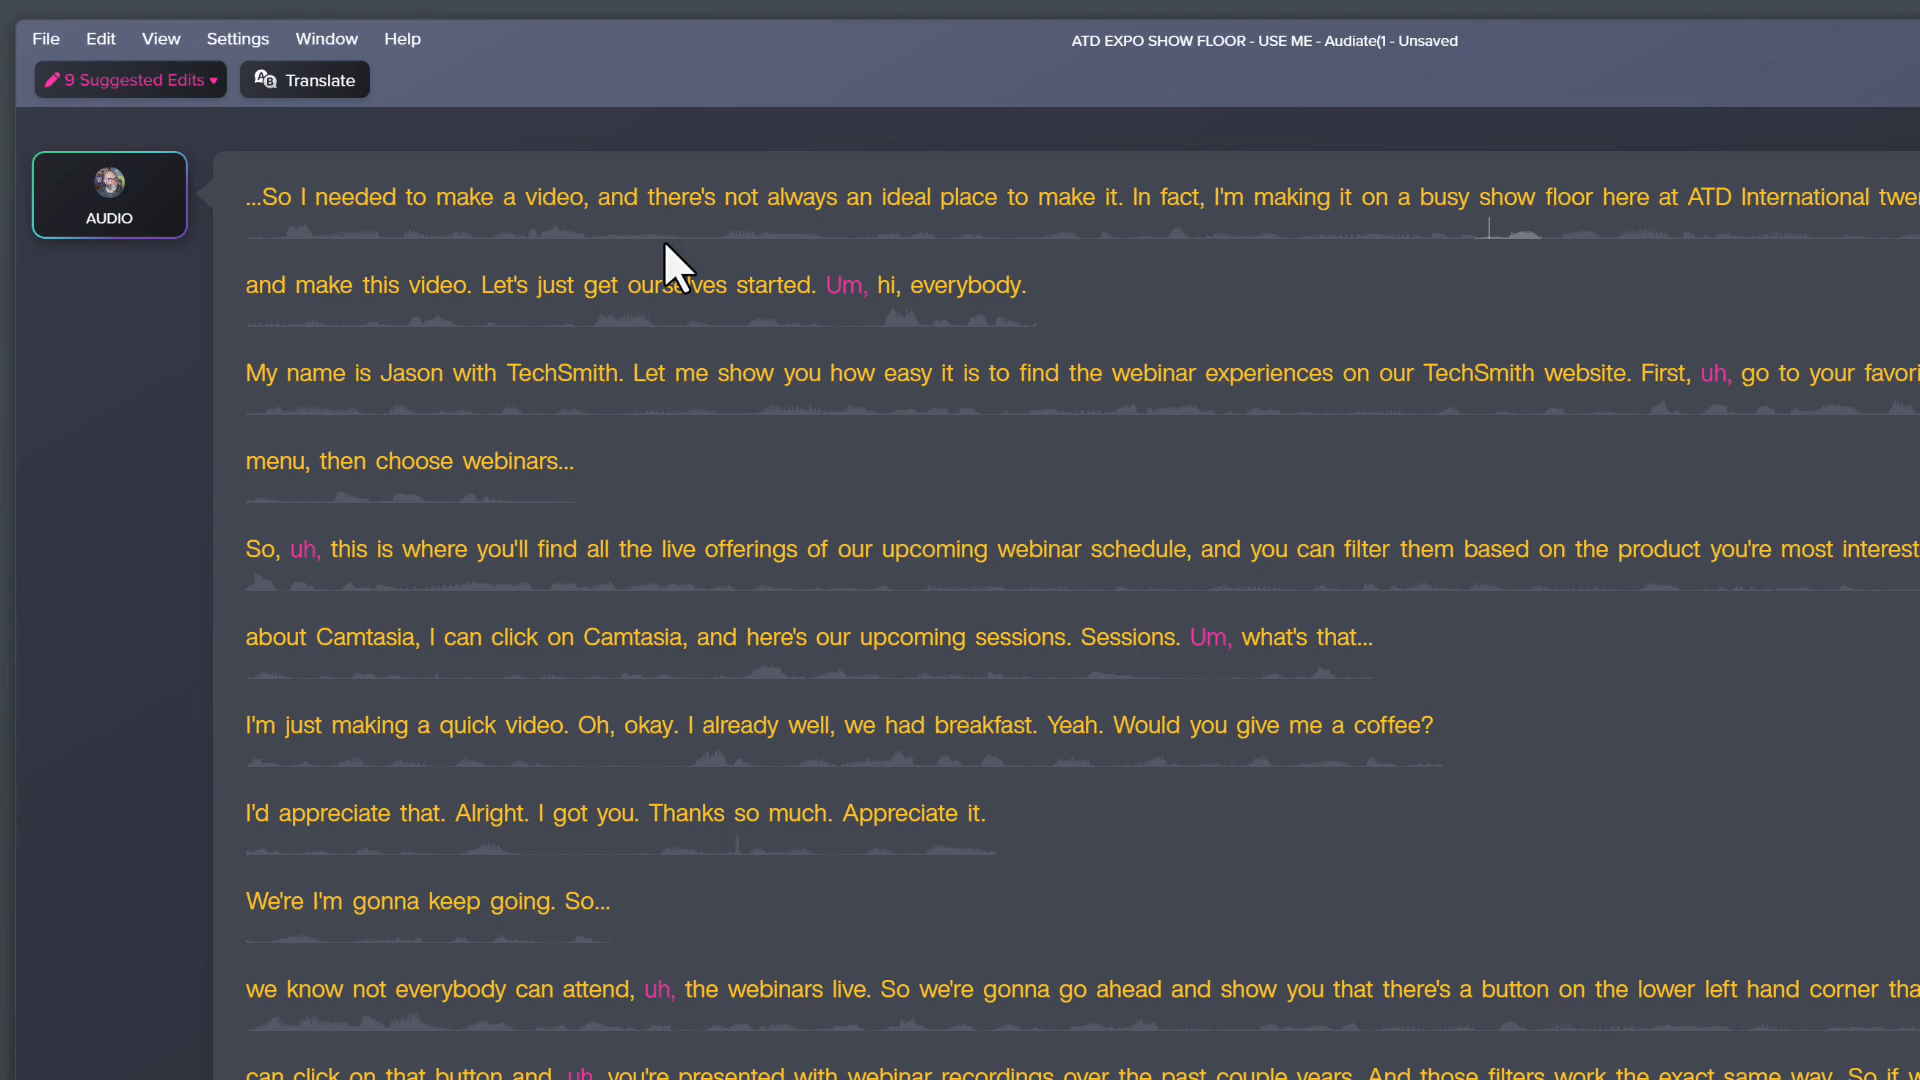 File Edit View Settings Window Help
ATD EXPO SHOW FLOOR - USE ME - Audiate(1 - Unsaved
9 Suggested Edits Translate
AUDIO
...So I needed to make a video, and there's not always an ideal place to make it. In fact, I'm making it on a busy show floor here at ATD International
and make this video. Let's just get ourselves started. Um, hi, everybody.
My name is Jason with TechSmith. Let me show you how easy it is to find the webinar experiences on our TechSmith website. First, uh, go to your
menu, then choose webinars...
So, uh, this is where you'll find all the live offerings of our upcoming webinar schedule, and you can filter them based on the product you're most
about Camtasia, I can click on Camtasia, and here's our upcoming sessions. Sessions. Um, what's that...
I'm just making a quick video. Oh, okay. I already well, we had breakfast. Yeah. Would you give me a coffee?
I'd appreciate that. Alright. I got you. Thanks so much. Appreciate it.
We're I'm gonna keep going. So...
we know not everybody can attend, uh, the webinars live. So we're gonna go ahead and show you that there's a button on the lower left hand corner
can click on that button and, uh, you're presented with webinar recordings over the past couple years. And those filters work the exact same way. So if